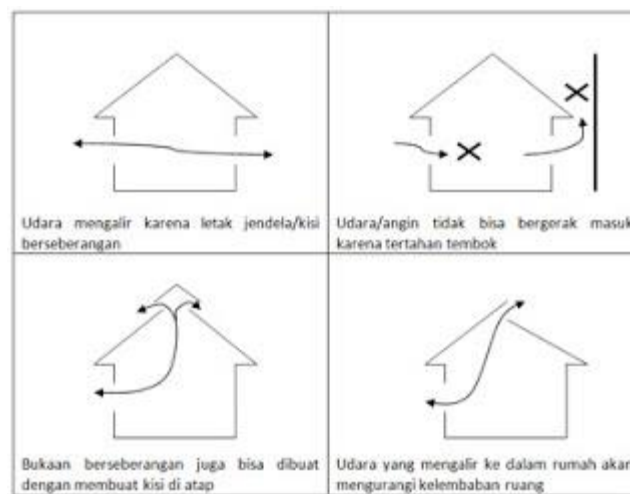 Udara mengalir karena letak jendela/kisi
berseberangan
Udara/angin tidak bisa bergerak masuk
karena tertahan tembok
Bukaan berseberangan juga bisa dibuat
dengan membuat kisi di atap
Udara yang mengalir ke dalam rumah akan
mengurangi kelembaban ruang